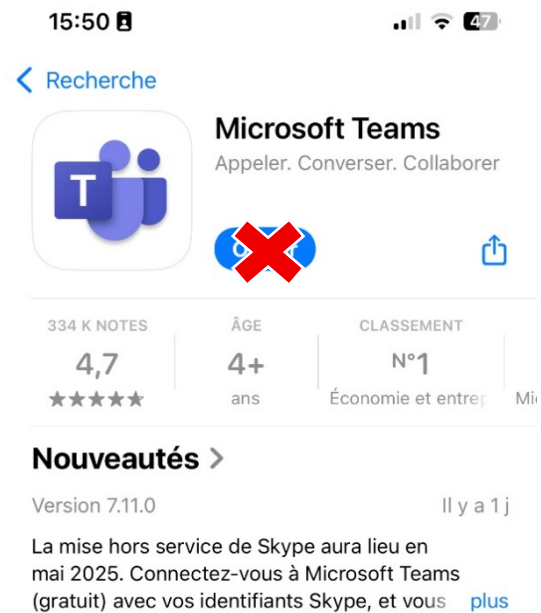 15:50
47
Recherche
Microsoft Teams
Appeler. Converser. Collaborer
T
334 K NOTES
ÂGE
CLASSEMENT
4,7
4+
N°1
ans
Économie et entrep
Mi
Nouveautés >
Version 7.11.0
Il y a 1 j
La mise hors service de Skype aura lieu en
mai 2025. Connectez-vous à Microsoft Teams
(gratuit) avec vos identifiants Skype, et vous plus